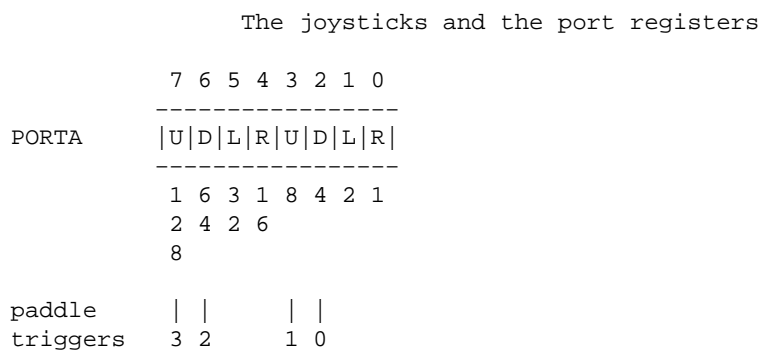 The joysticks and the port registers
7 6 5 4 3 2 1 0
-----------------
PORTA |U|D|L|R|U|D|L|R|
-----------------
1 6 3 1 8 4 2 1
2 4 2 6
8
paddle | | | |
triggers 3 2 1 0